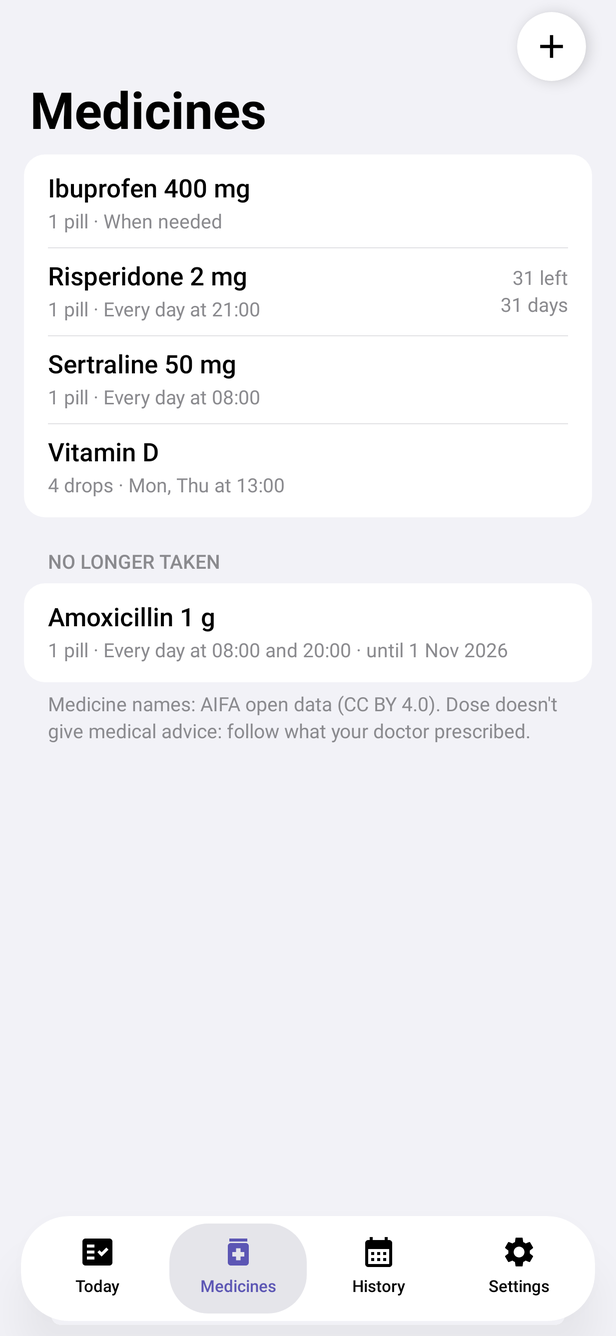 Medicines
Ibuprofen 400 mg
1 pill · When needed
Risperidone 2 mg
1 pill · Every day at 21:00
31 left
31 days
Sertraline 50 mg
1 pill · Every day at 08:00
Vitamin D
4 drops · Mon, Thu at 13:00
NO LONGER TAKEN
Amoxicillin 1 g
1 pill · Every day at 08:00 and 20:00 · until 1 Nov 2026
Medicine names: AIFA open data (CC BY 4.0). Dose doesn't
give medical advice: follow what your doctor prescribed.
Today
Medicines
History
Settings